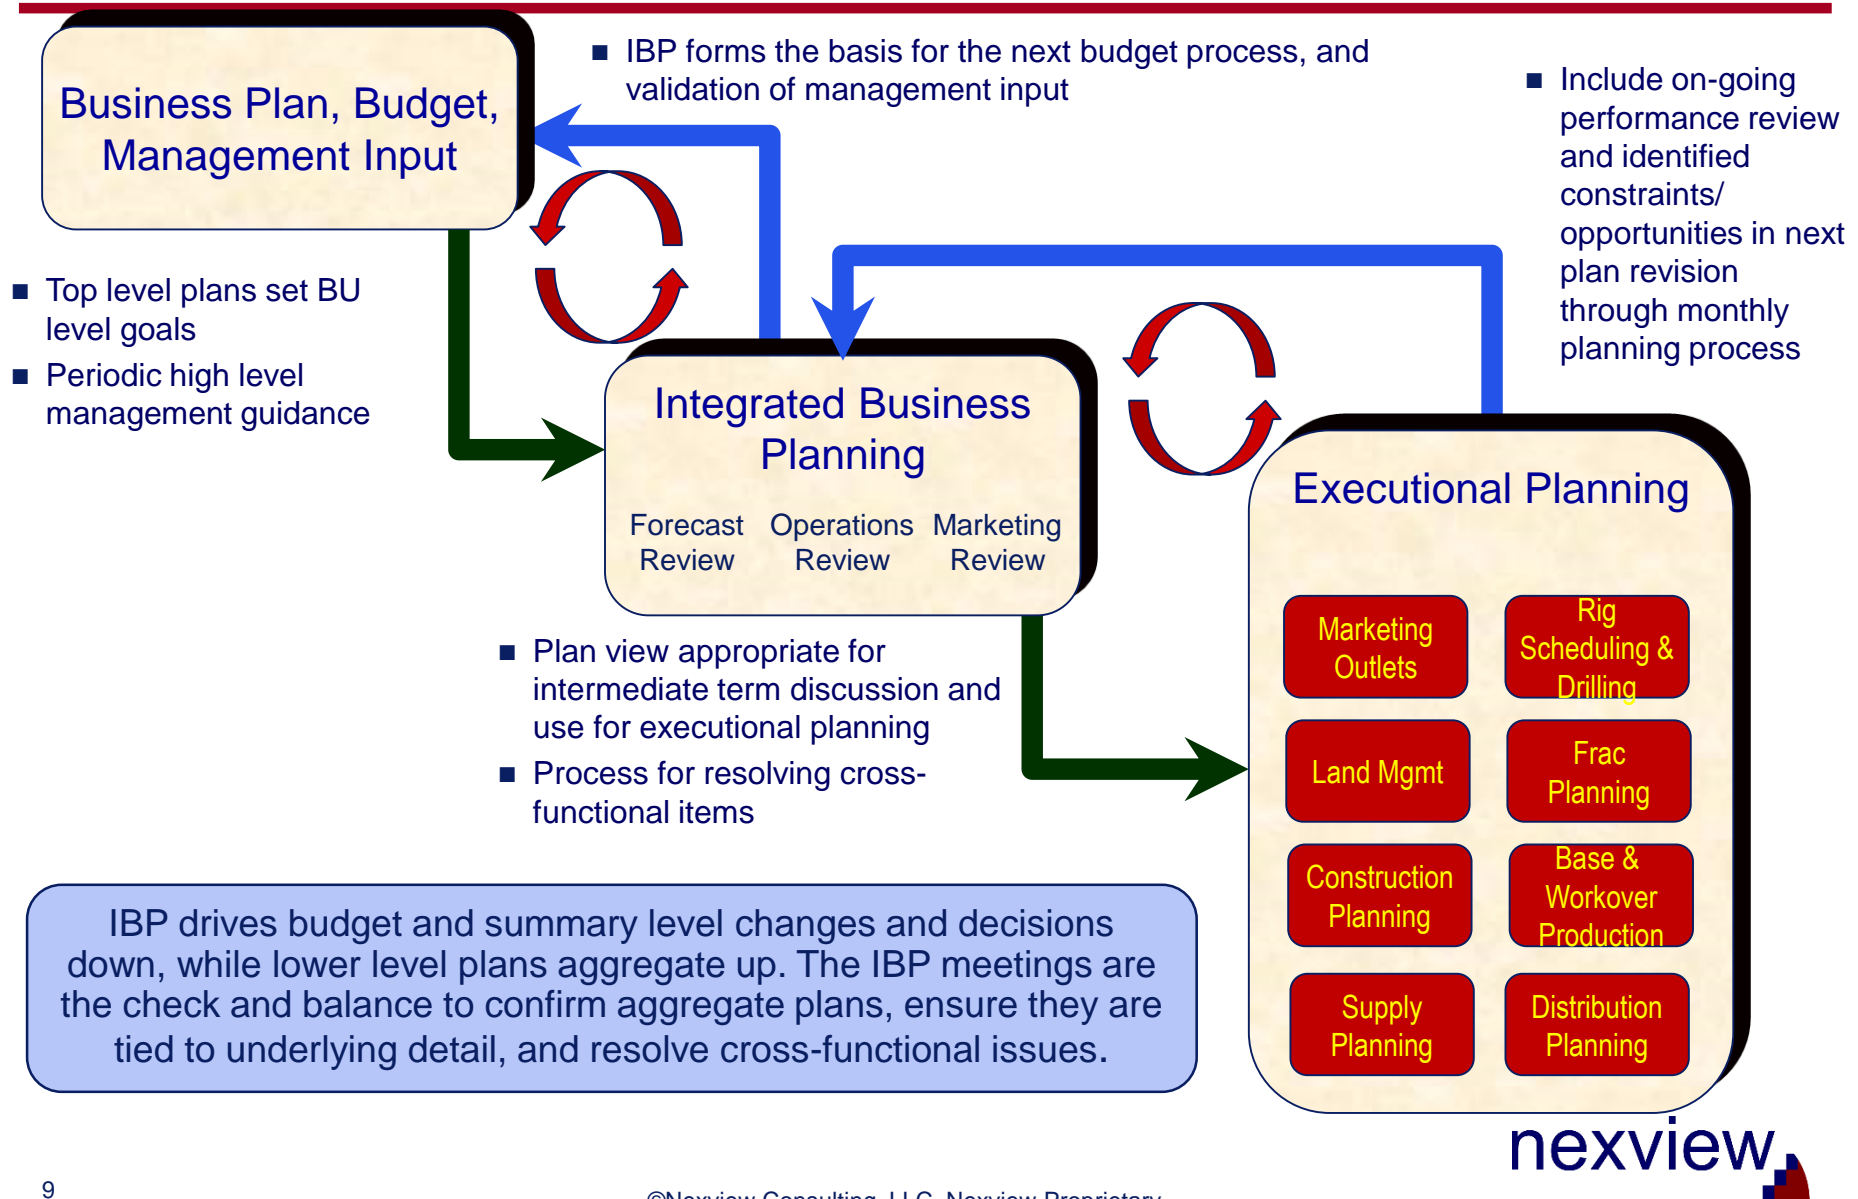 Business Plan, Budget,
Management Input
■ IBP forms the basis for the next budget process, and
validation of management input
■ Include on-going
performance review
and identified
constraints/
opportunities in next
plan revision
through monthly
planning process
■ Top level plans set BU
level goals
■ Periodic high level
management guidance
Integrated Business
Planning
Forecast
Review
Operations
Review
Marketing
Review
■ Plan view appropriate for
intermediate term discussion and
use for executional planning
■ Process for resolving cross-
functional items
Executional Planning
Marketing
Outlets
Rig
Scheduling &
Drilling
Land Mgmt
Frac
Planning
Construction
Planning
Base &
Workover
Production
Supply
Planning
Distribution
Planning
IBP drives budget and summary level changes and decisions
down, while lower level plans aggregate up. The IBP meetings are
the check and balance to confirm aggregate plans, ensure they are
tied to underlying detail, and resolve cross-functional issues.
nexview
9
©Nexview Consulting, LLC, Nexview Proprietary